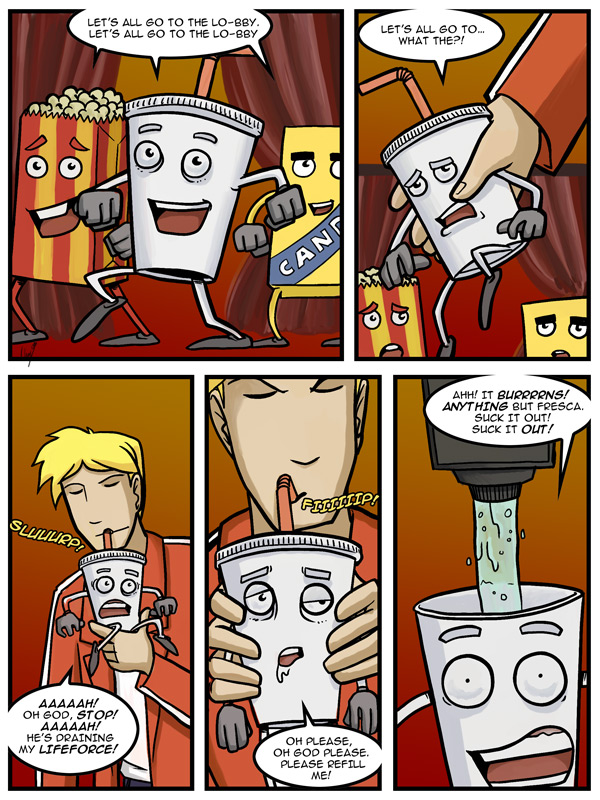 LET'S ALL GO TO THE LO-BBY.
LET'S ALL GO TO THE LO-BBY
CAND
LET'S ALL GO TO...
WHAT THE?!
SLUUURP!
AAAAAH!
OH GOD, STOP!
AAAAAH!
HE'S DRAINING
MY LIFEFORCE!
FIIIIIIP!
OH PLEASE,
OH GOD PLEASE.
PLEASE REFILL
ME!
AHH! IT BURRRRNS!
ANYTHING BUT FRESCA.
SUCK IT OUT!
SUCK IT OUT!